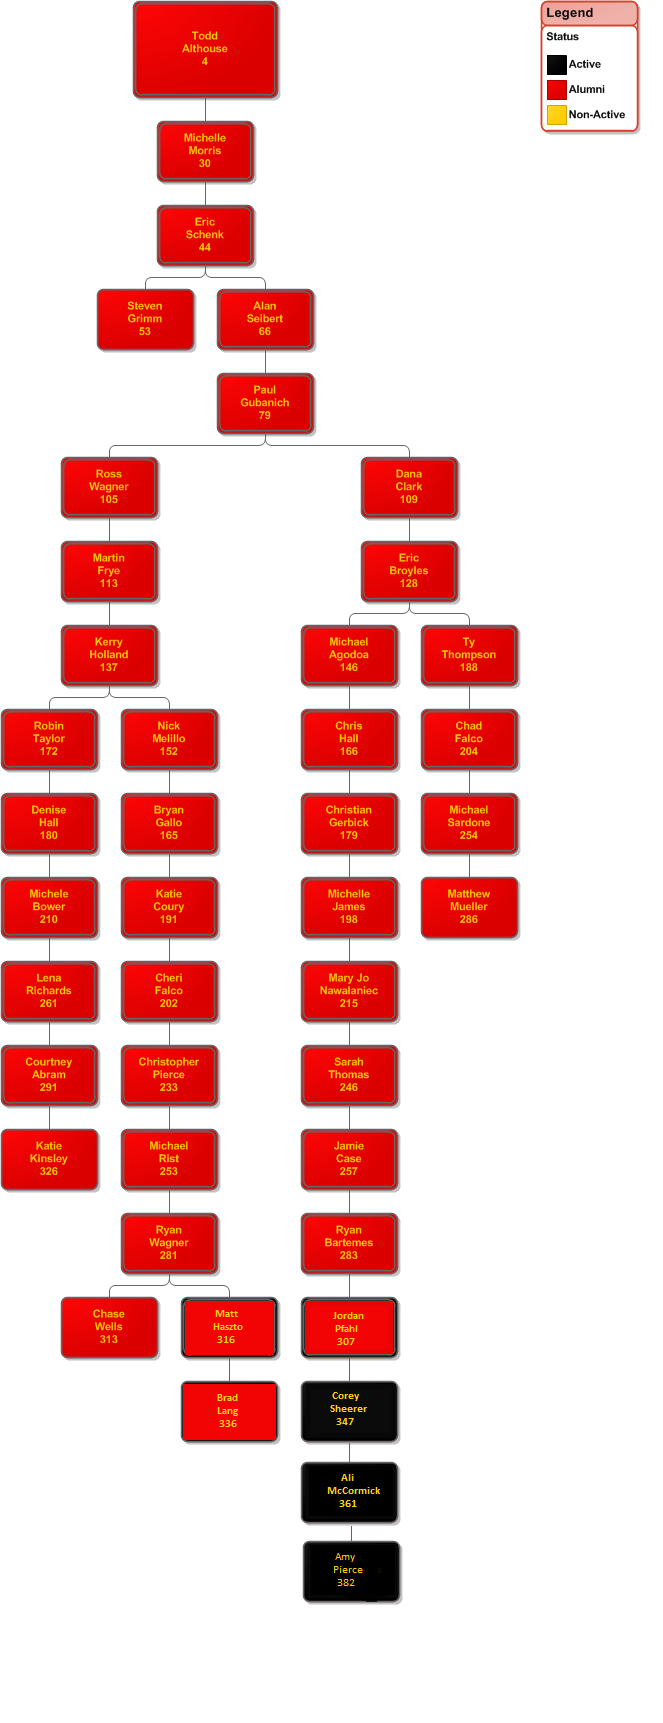 Legend
Status
Active
Alumni
Non-Active
Todd
Althouse
4
Michelle
Morris
30
Eric
Schenk
44
Steven
Grimm
53
Alan
Seibert
66
Paul
Gubanich
79
Ross
Wagner
105
Dana
Clark
109
Martin
Frye
113
Eric
Broyles
128
Kerry
Holland
137
Michael
Agodoa
146
Ty
Thompson
188
Robin
Taylor
172
Nick
Melillo
152
Chris
Hall
166
Chad
Falco
204
Denise
Hall
180
Bryan
Gallo
165
Christian
Gerbick
179
Michael
Sardone
254
Michele
Bower
210
Katie
Coury
191
Michelle
James
198
Matthew
Mueller
286
Lena
Richards
261
Cheri
Falco
202
Mary Jo
Nawalaniec
215
Courtney
Abram
291
Christopher
Pierce
233
Sarah
Thomas
246
Katie
Kinsley
326
Michael
Rist
253
Jamie
Case
257
Ryan
Wagner
281
Ryan
Bartemes
283
Chase
Wells
313
Matt
Haszto
316
Jordan
Pfahl
307
Brad
Lang
336
Corey
Sheerer
347
Ali
McCormick
361
Amy
Pierce
382